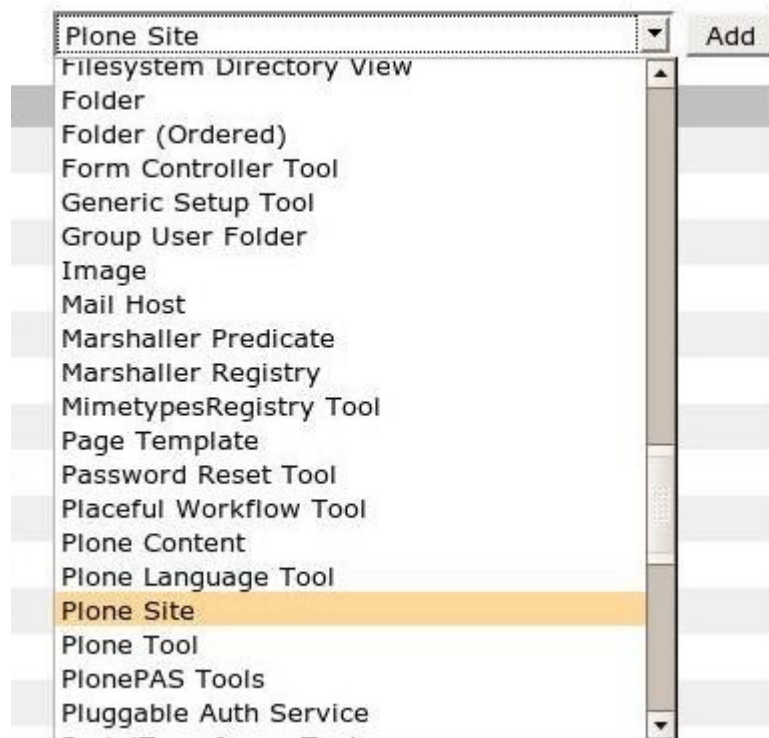 Plone Site
Add
Filesystem Directory View
Folder
Folder (Ordered)
Form Controller Tool
Generic Setup Tool
Group User Folder
Image
Mail Host
Marshaller Predicate
Marshaller Registry
MimetypesRegistry Tool
Page Template
Password Reset Tool
Placeful Workflow Tool
Plone Content
Plone Language Tool
Plone Site
Plone Tool
PlonePAS Tools
Pluggable Auth Service